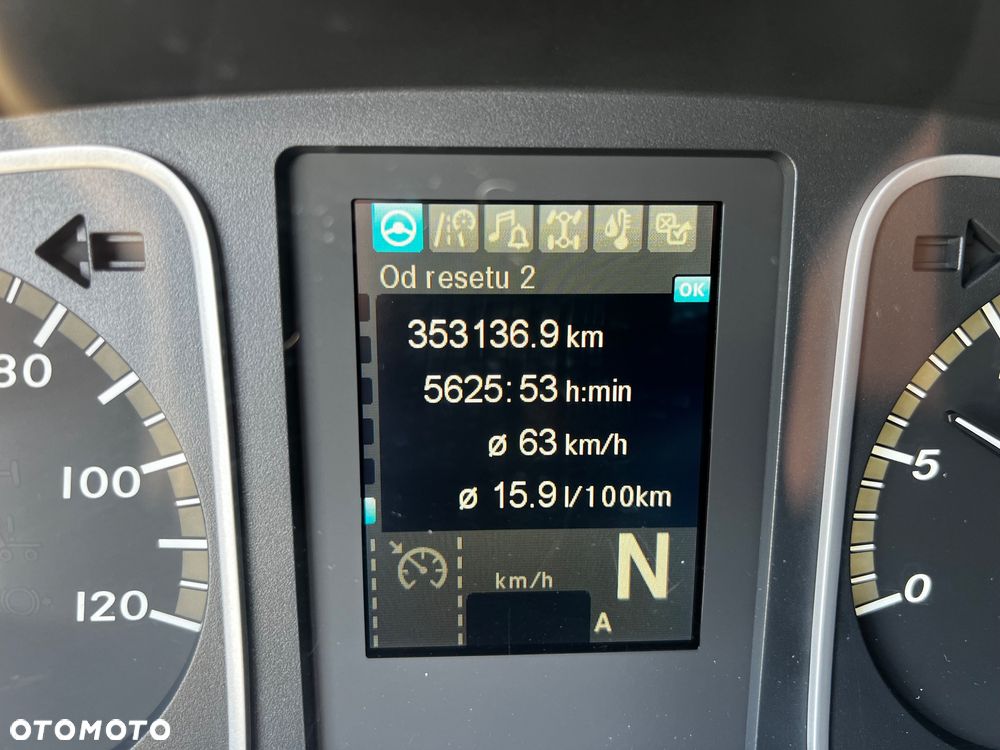 Od resetu 2
OK
353136.9 km
5625:53 h:min
ø 63 km/h
ø 15.9 l/100km
km/h
N
A
80
100
120
5
0
OTOMOTO